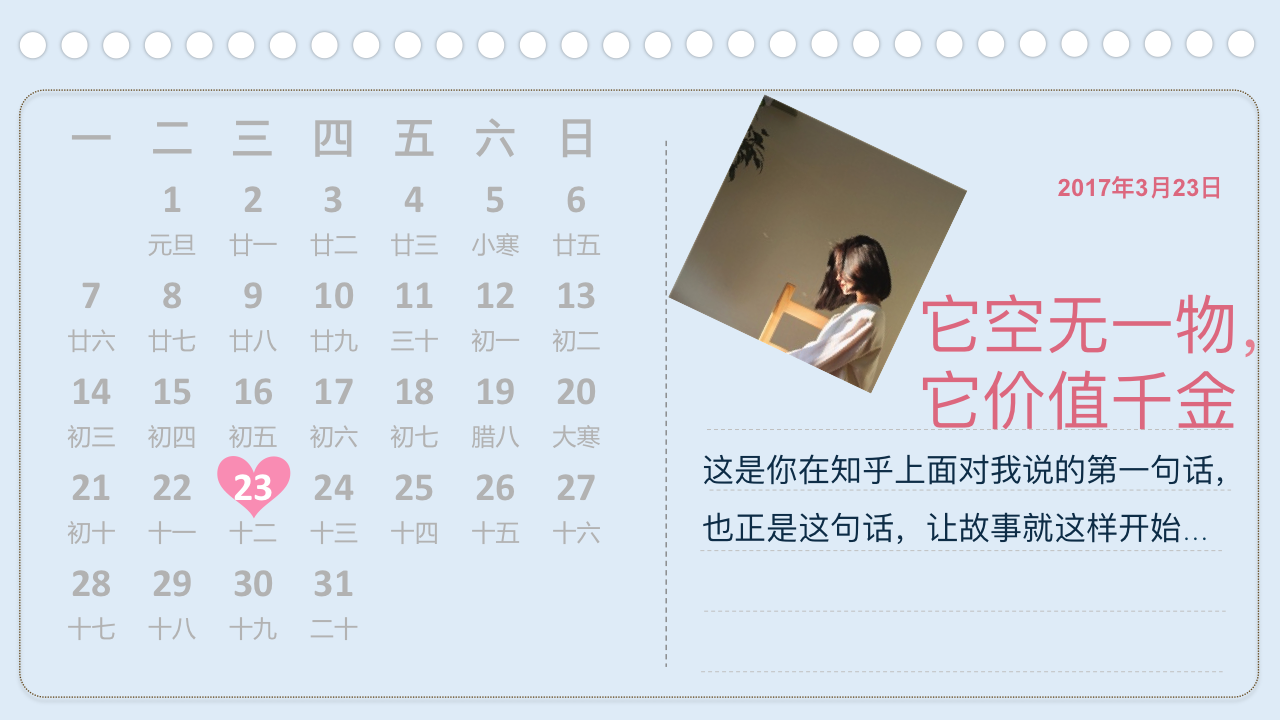 一 二 三 四 五 六 日
1 2 3 4 5 6
元旦 廿一 廿二 廿三 小寒 廿五
7 8 9 10 11 12 13
廿六 廿七 廿八 廿九 三十 初一 初二
14 15 16 17 18 19 20
初三 初四 初五 初六 初七 腊八 大寒
21 22 23 24 25 26 27
初十 十一 十二 十三 十四 十五 十六
28 29 30 31
十七 十八 十九 二十
2017年3月23日
它空无一物，
它价值千金
这是你在知乎上面对我说的第一句话，
也正是这句话，让故事就这样开始…